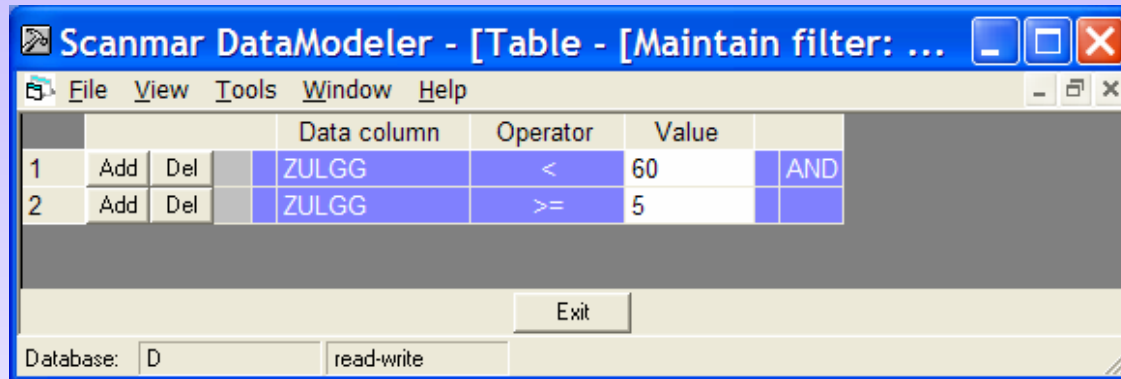 Scanmar DataModeler - [Table - [Maintain filter: ...
File View Tools Window Help
Data column Operator Value
1 Add Del ZULGG < 60 AND
2 Add Del ZULGG >= 5
Exit
Database: D read-write